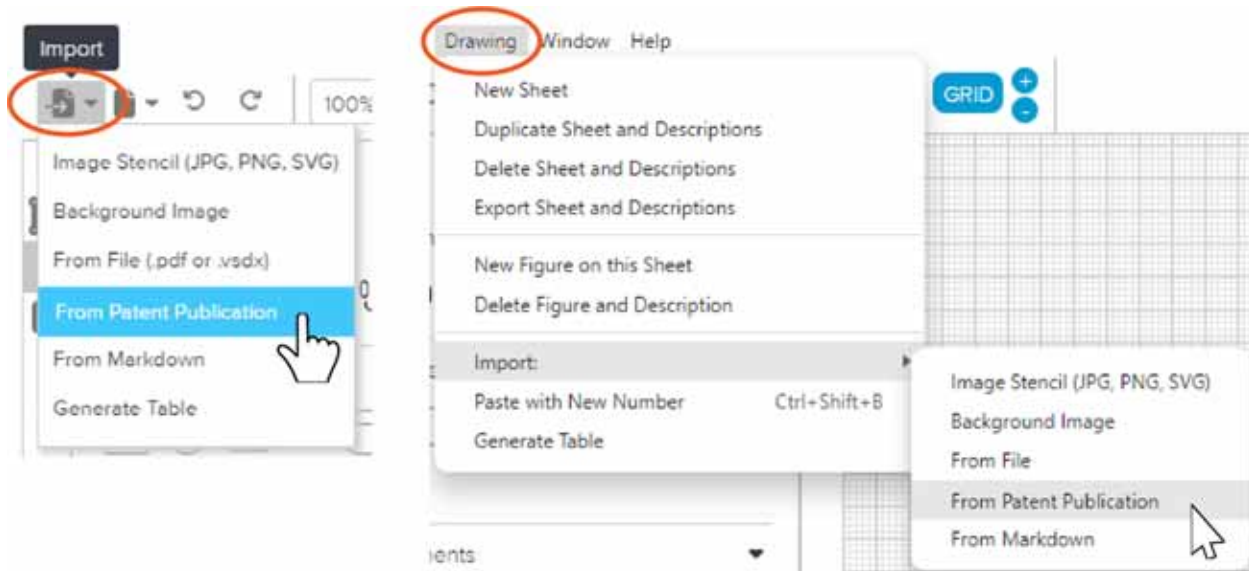 Import
100%
Image Stencil (JPG, PNG, SVG)
Background Image
From File (.pdf or .vsdx)
From Patent Publication
From Markdown
Generate Table
Drawing Window Help
New Sheet
Duplicate Sheet and Descriptions
Delete Sheet and Descriptions
Export Sheet and Descriptions
New Figure on this Sheet
Delete Figure and Description
Import:
Paste with New Number Ctrl+Shift+B
Generate Table
GRID
+
-
Image Stencil (JPG, PNG, SVG)
Background Image
From File
From Patent Publication
From Markdown